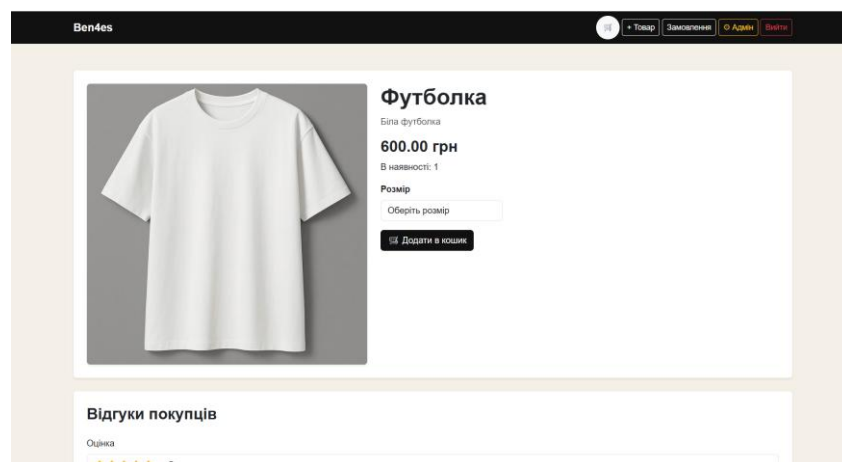 Ben4es
+ Товар
Замовлення
Адмін
Вийти
Футболка
Біла футболка
600.00 грн
В наявності: 1
Розмір
Оберіть розмір
Додати в кошик
Відгуки покупців
Оцінка